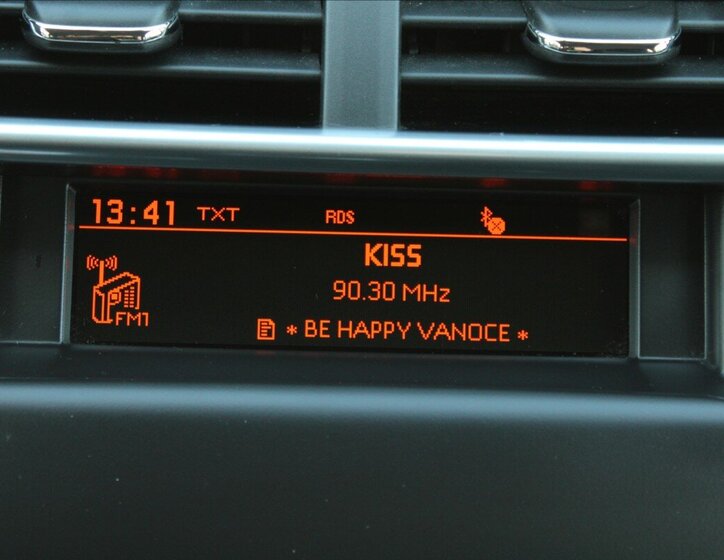 13:41 TXT RDS
KISS
90.30 MHz
FM1
* BE HAPPY VANOCE *